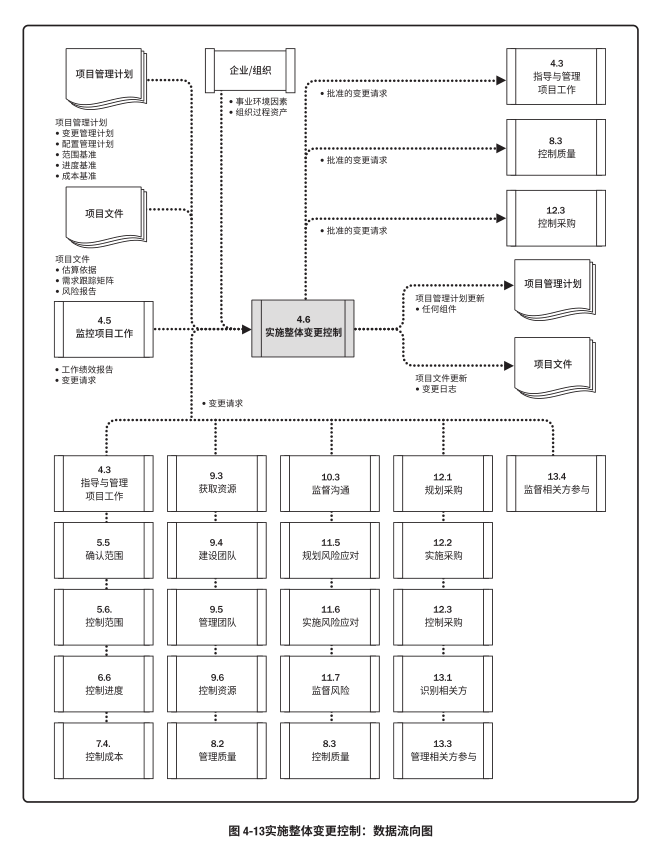 项目管理计划
项目管理计划
• 变更管理计划
• 配置管理计划
• 范围基准
• 进度基准
• 成本基准
企业/组织
• 事业环境因素
• 组织过程资产
项目文件
项目文件
• 估算依据
• 需求跟踪矩阵
• 风险报告
4.5
监控项目工作
• 工作绩效报告
• 变更请求
4.6
实施整体变更控制
• 批准的变更请求
4.3
指导与管理
项目工作
• 批准的变更请求
8.3
控制质量
• 批准的变更请求
12.3
控制采购
项目管理计划更新
• 任何组件
项目管理计划
项目文件更新
• 变更日志
项目文件
• 变更请求
4.3
指导与管理
项目工作
5.5
确认范围
5.6.
控制范围
6.6
控制进度
7.4.
控制成本
9.3
获取资源
9.4
建设团队
9.5
管理团队
9.6
控制资源
8.2
管理质量
10.3
监督沟通
11.5
规划风险应对
11.6
实施风险应对
11.7
监督风险
8.3
控制质量
12.1
规划采购
12.2
实施采购
12.3
控制采购
13.1
识别相关方
13.3
管理相关方参与
13.4
监督相关方参与
图 4-13实施整体变更控制：数据流向图